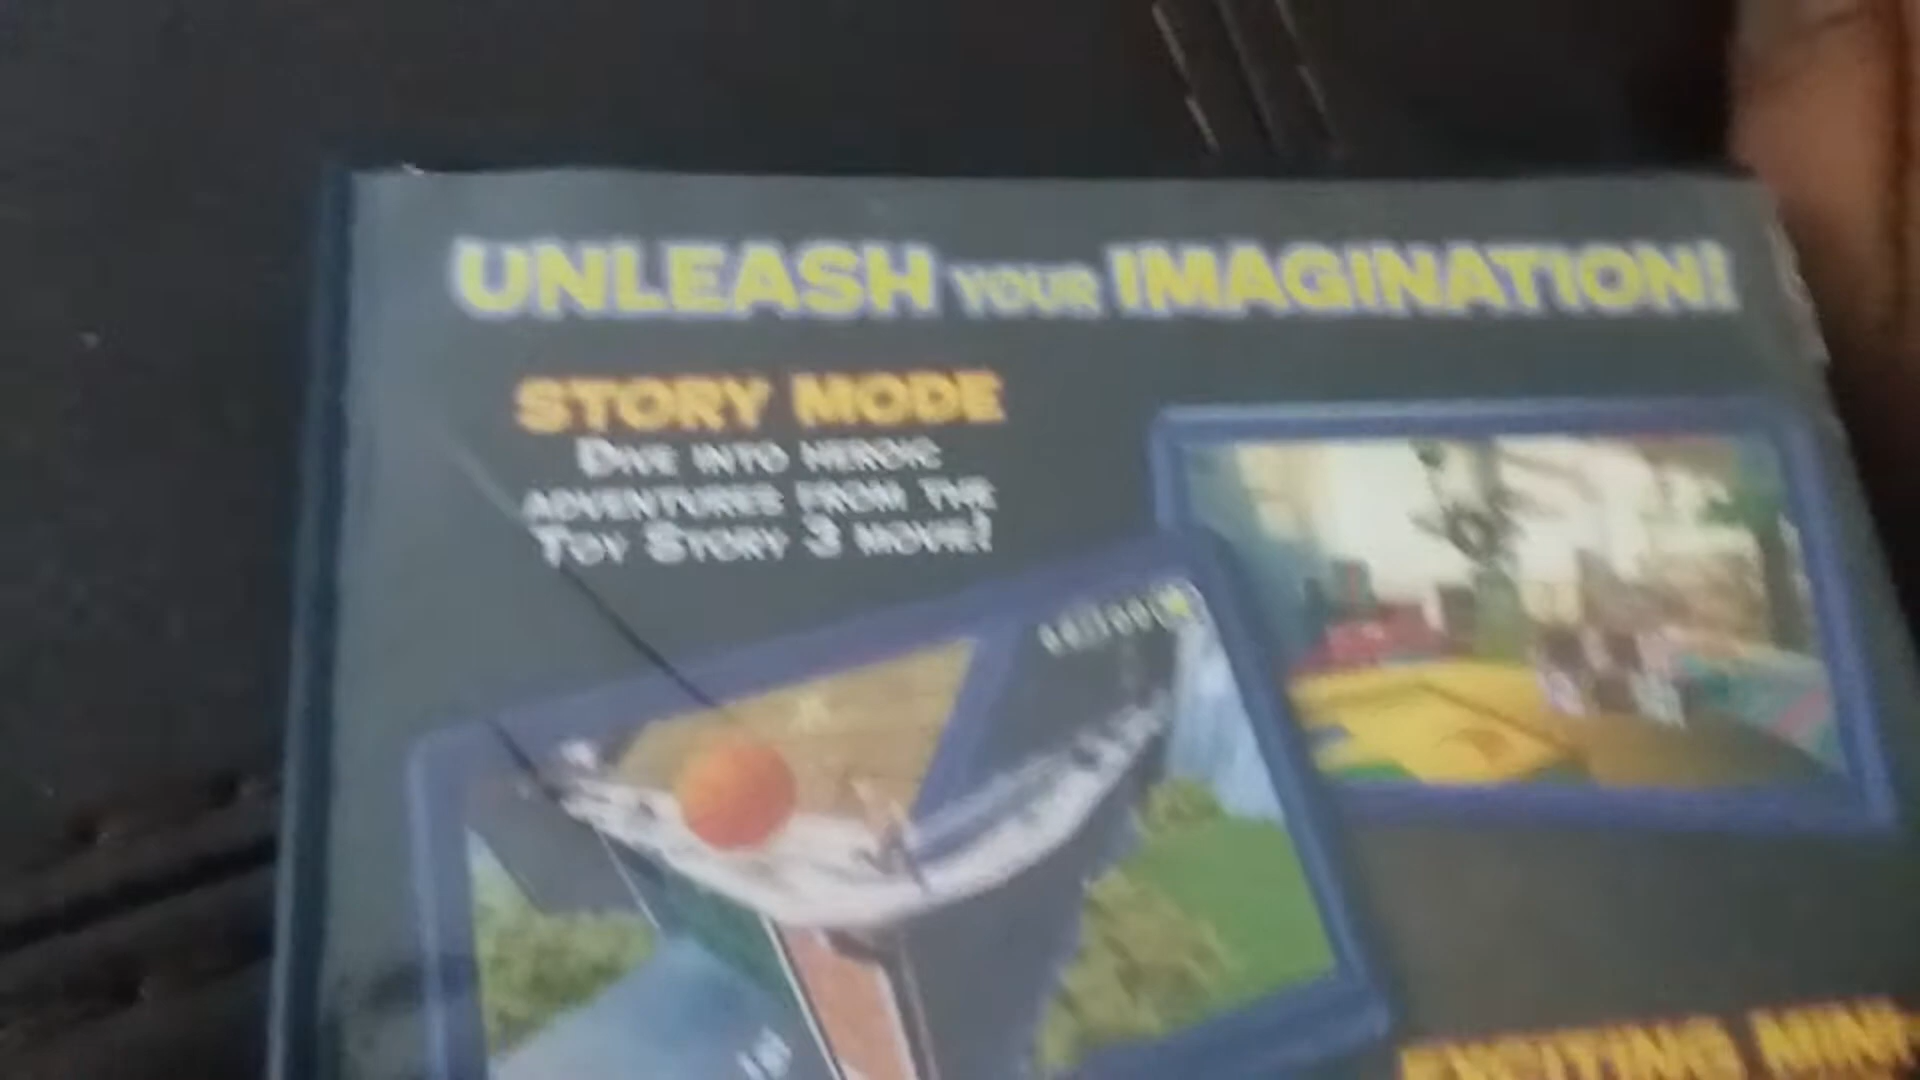 UNLEASH YOUR IMAGINATION!
STORY MODE
DIVE INTO HEROIC
ADVENTURES FROM THE
TOY STORY 3 MOVIE!
EXCITING MINI